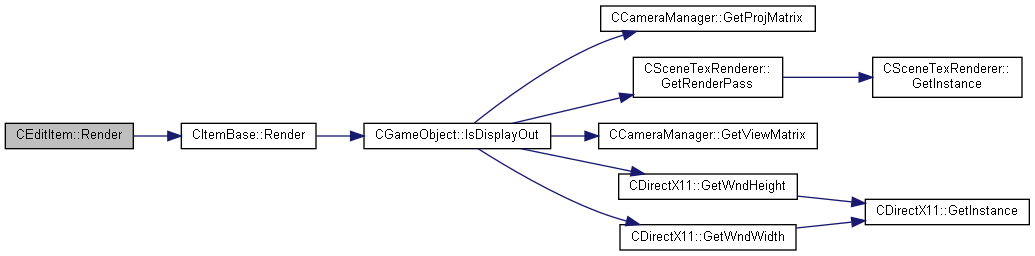 CEditItem::Render
CItemBase::Render
CGameObject::IsDisplayOut
CCameraManager::GetProjMatrix
CSceneTexRenderer::
GetRenderPass
CSceneTexRenderer::
GetInstance
CCameraManager::GetViewMatrix
CDirectX11::GetWndHeight
CDirectX11::GetWndWidth
CDirectX11::GetInstance